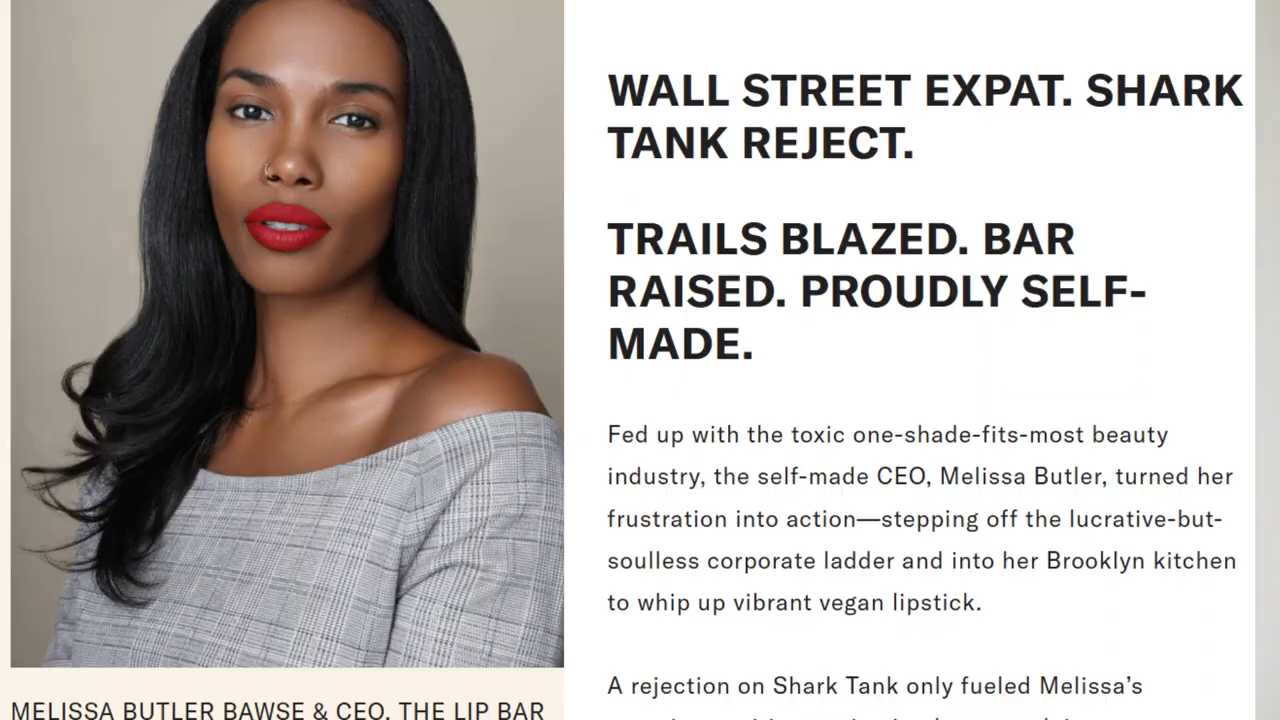 WALL STREET EXPAT. SHARK
TANK REJECT.
TRAILS BLAZED. BAR
RAISED. PROUDLY SELF-
MADE.
Fed up with the toxic one-shade-fits-most beauty
industry, the self-made CEO, Melissa Butler, turned her
frustration into action—stepping off the lucrative-but-
soulless corporate ladder and into her Brooklyn kitchen
to whip up vibrant vegan lipstick.
A rejection on Shark Tank only fueled Melissa’s
MELISSA BUTLER BAWSE & CEO, THE LIP BAR